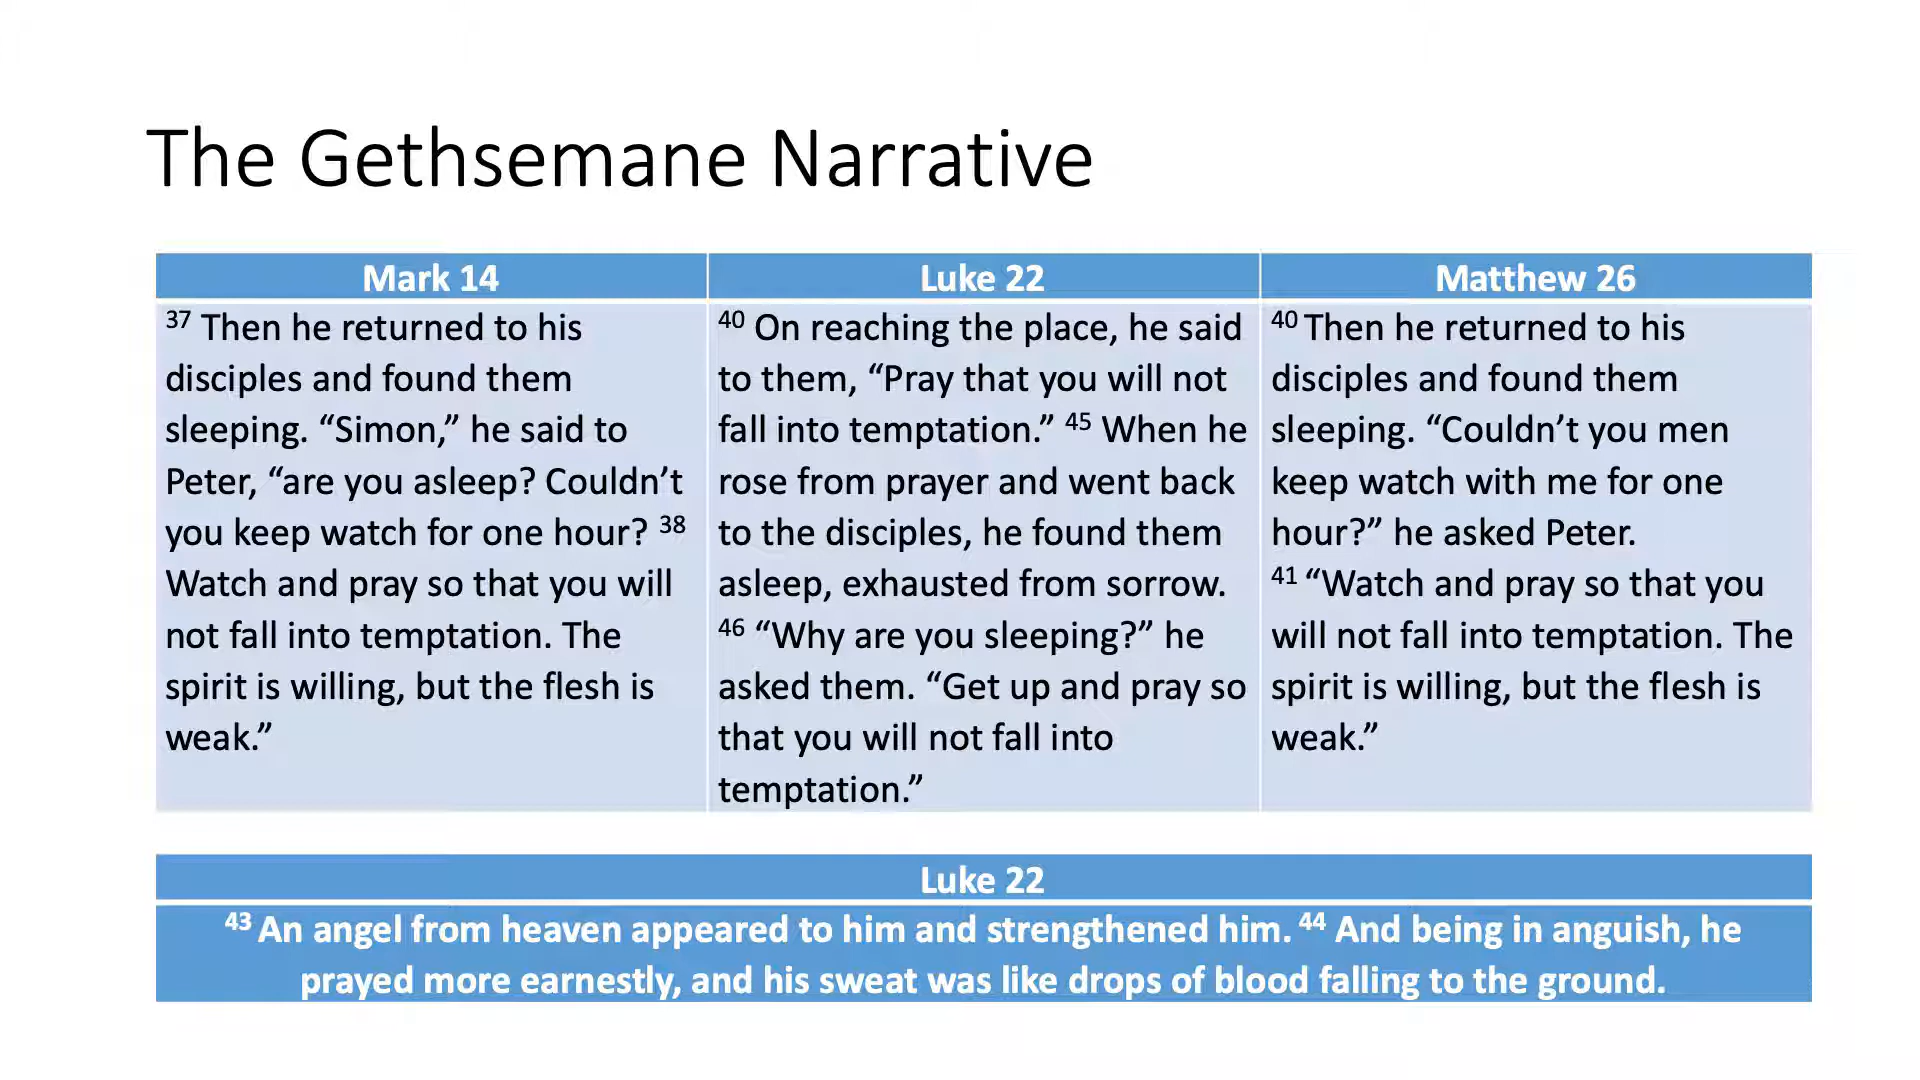 The Gethsemane Narrative
Mark 14
37 Then he returned to his
disciples and found them
sleeping. “Simon,” he said to
Peter, “are you asleep? Couldn’t
you keep watch for one hour? 38
Watch and pray so that you will
not fall into temptation. The
spirit is willing, but the flesh is
weak.”
Luke 22
40 On reaching the place, he said
to them, “Pray that you will not
fall into temptation.” 45 When he
rose from prayer and went back
to the disciples, he found them
asleep, exhausted from sorrow.
46 “Why are you sleeping?” he
asked them. “Get up and pray so
that you will not fall into
temptation.”
Matthew 26
40 Then he returned to his
disciples and found them
sleeping. “Couldn’t you men
keep watch with me for one
hour?” he asked Peter.
41 “Watch and pray so that you
will not fall into temptation. The
spirit is willing, but the flesh is
weak.”
Luke 22
43 An angel from heaven appeared to him and strengthened him. 44 And being in anguish, he
prayed more earnestly, and his sweat was like drops of blood falling to the ground.